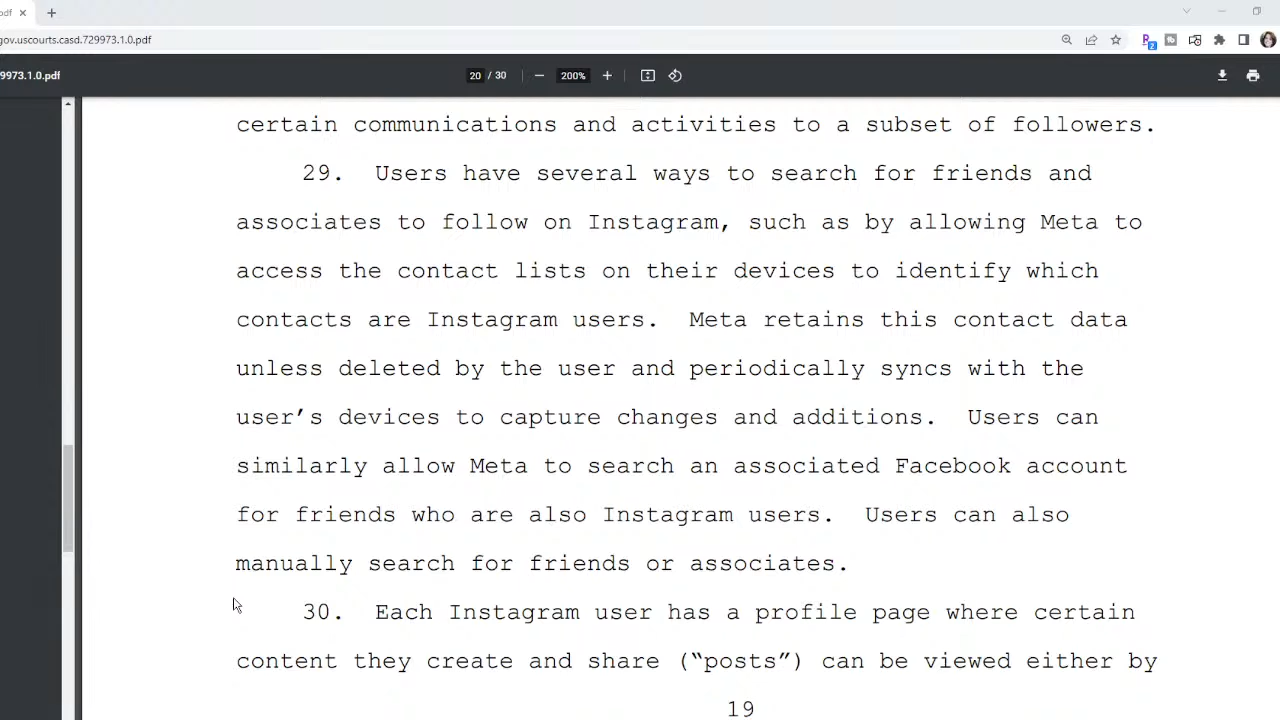 pdf
gov.uscourts.casd.729973.1.0.pdf
973.1.0.pdf
20 / 30
200%
certain communications and activities to a subset of followers.
29. Users have several ways to search for friends and
associates to follow on Instagram, such as by allowing Meta to
access the contact lists on their devices to identify which
contacts are Instagram users. Meta retains this contact data
unless deleted by the user and periodically syncs with the
user’s devices to capture changes and additions. Users can
similarly allow Meta to search an associated Facebook account
for friends who are also Instagram users. Users can also
manually search for friends or associates.
30. Each Instagram user has a profile page where certain
content they create and share (“posts”) can be viewed either by
19